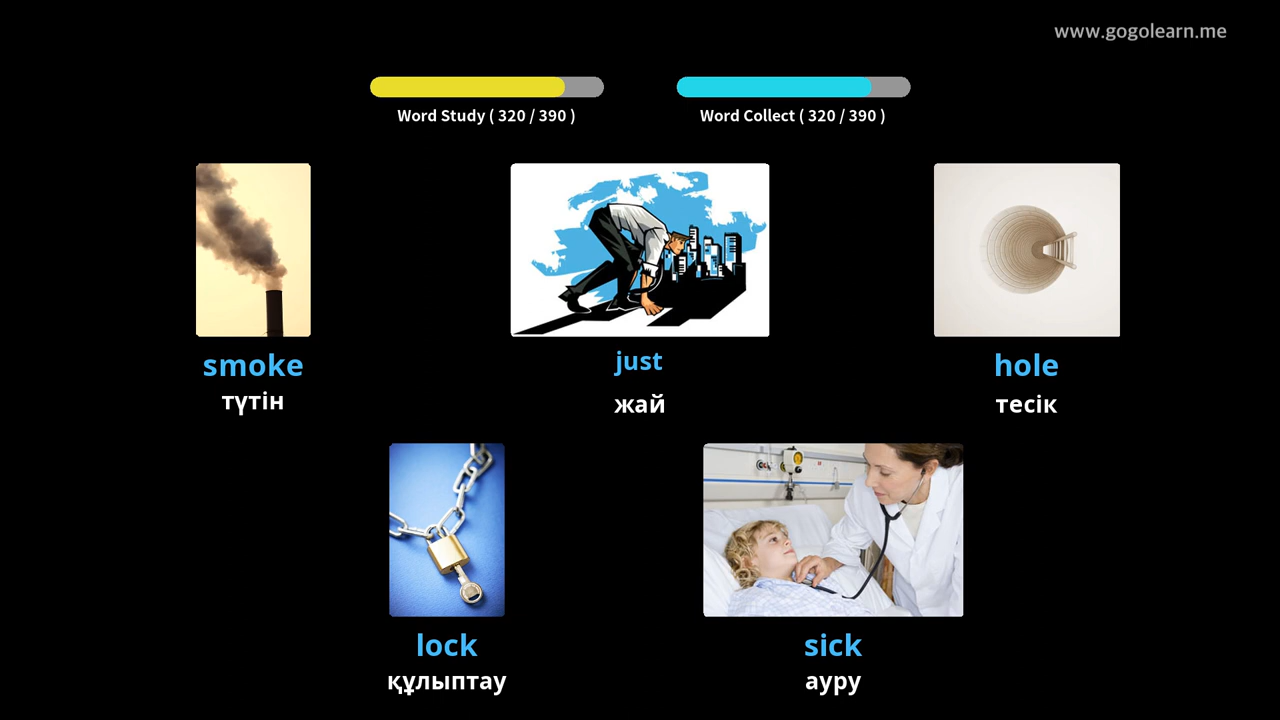 www.gogolearn.me
Word Study ( 320 / 390 )
Word Collect ( 320 / 390 )
smoke
түтін
just
жай
hole
тесік
lock
құлыптау
sick
ауру